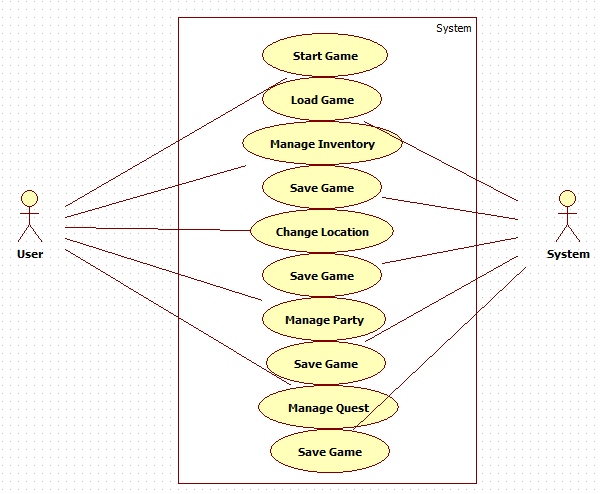 System
Start Game
Load Game
Manage Inventory
Save Game
Change Location
User
System
Save Game
Manage Party
Save Game
Manage Quest
Save Game